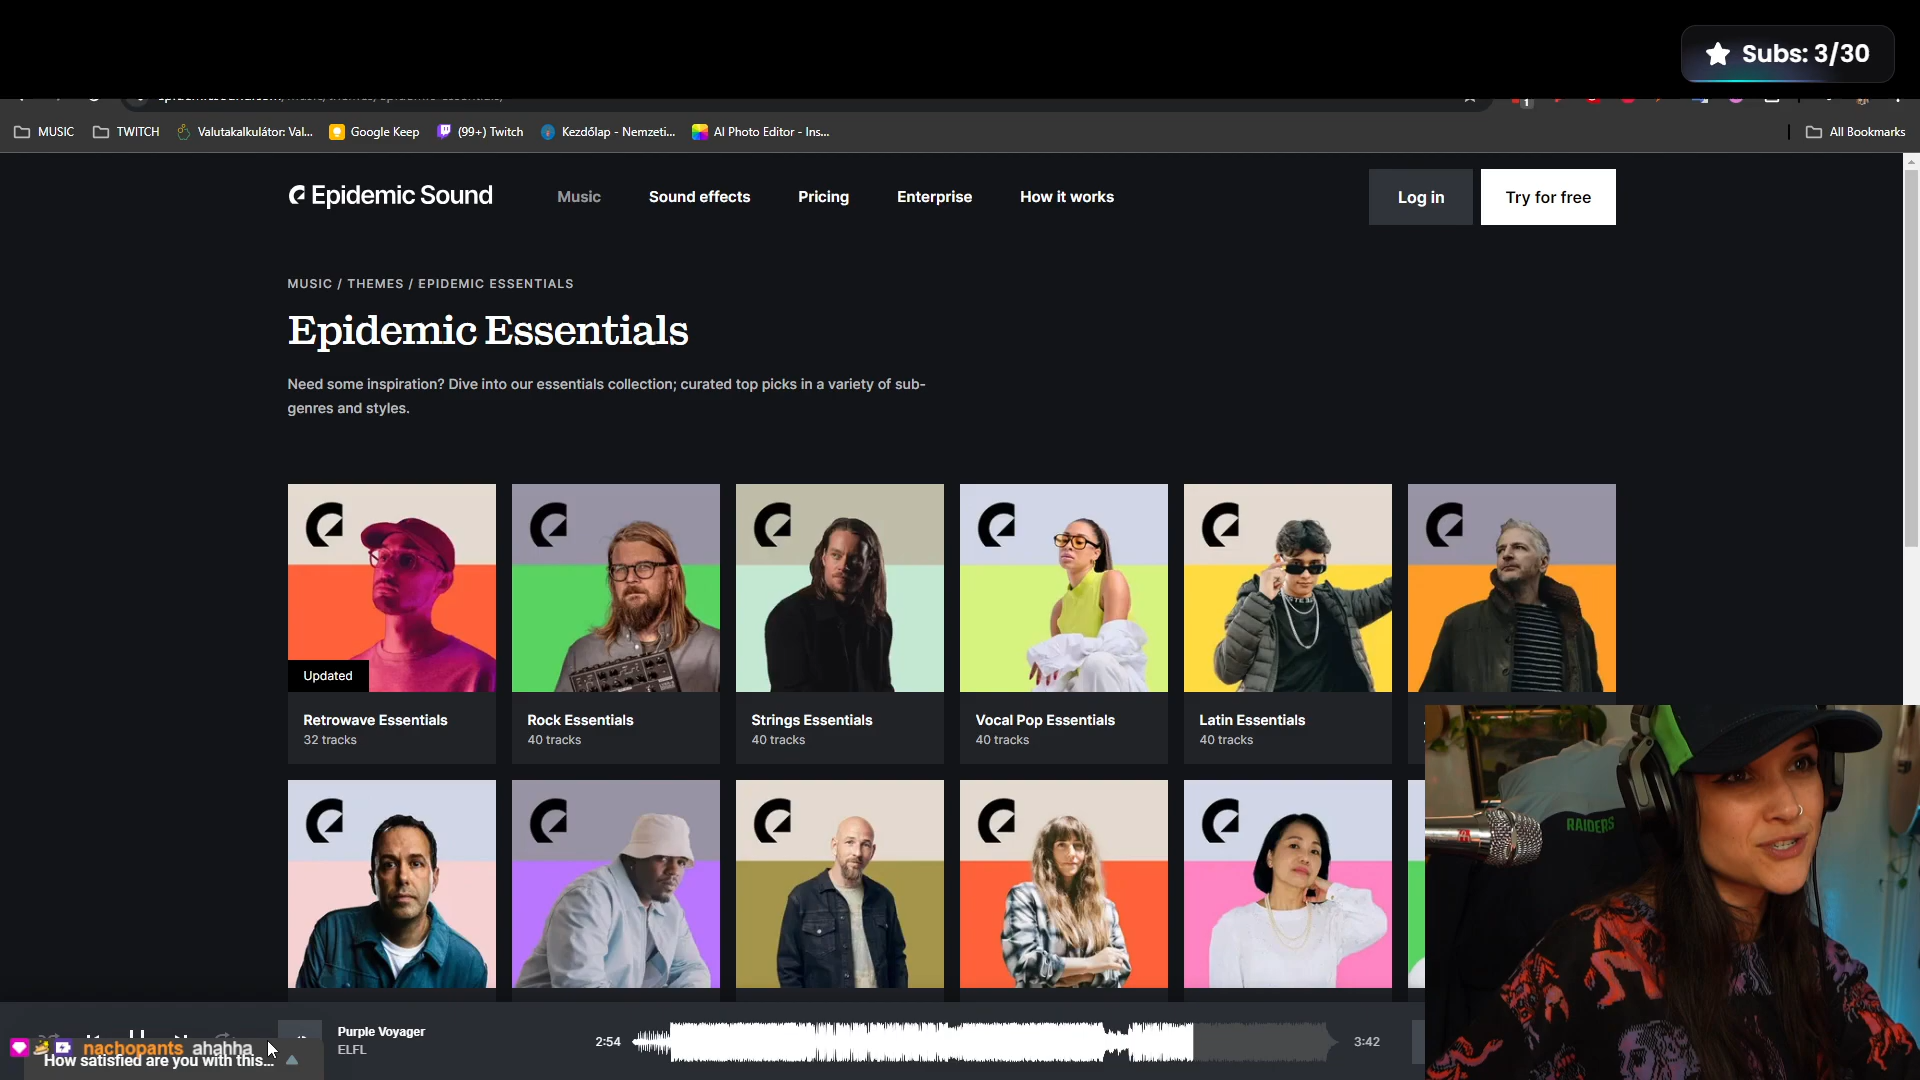 Subs: 3/30
MUSIC
TWITCH
Valutakalkulátor: Val...
Google Keep
(99+) Twitch
Kezdőlap - Nemzeti...
AI Photo Editor - Ins...
All Bookmarks
Epidemic Sound
Music
Sound effects
Pricing
Enterprise
How it works
Log in
Try for free
MUSIC / THEMES / EPIDEMIC ESSENTIALS
Epidemic Essentials
Need some inspiration? Dive into our essentials collection; curated top picks in a variety of sub-
genres and styles.
Updated
Retrowave Essentials
32 tracks
Rock Essentials
40 tracks
Strings Essentials
40 tracks
Vocal Pop Essentials
40 tracks
Latin Essentials
40 tracks
RAIDERS
Purple Voyager
ELFL
2:54
3:42
nachopants ahahha
How satisfied are you with this...